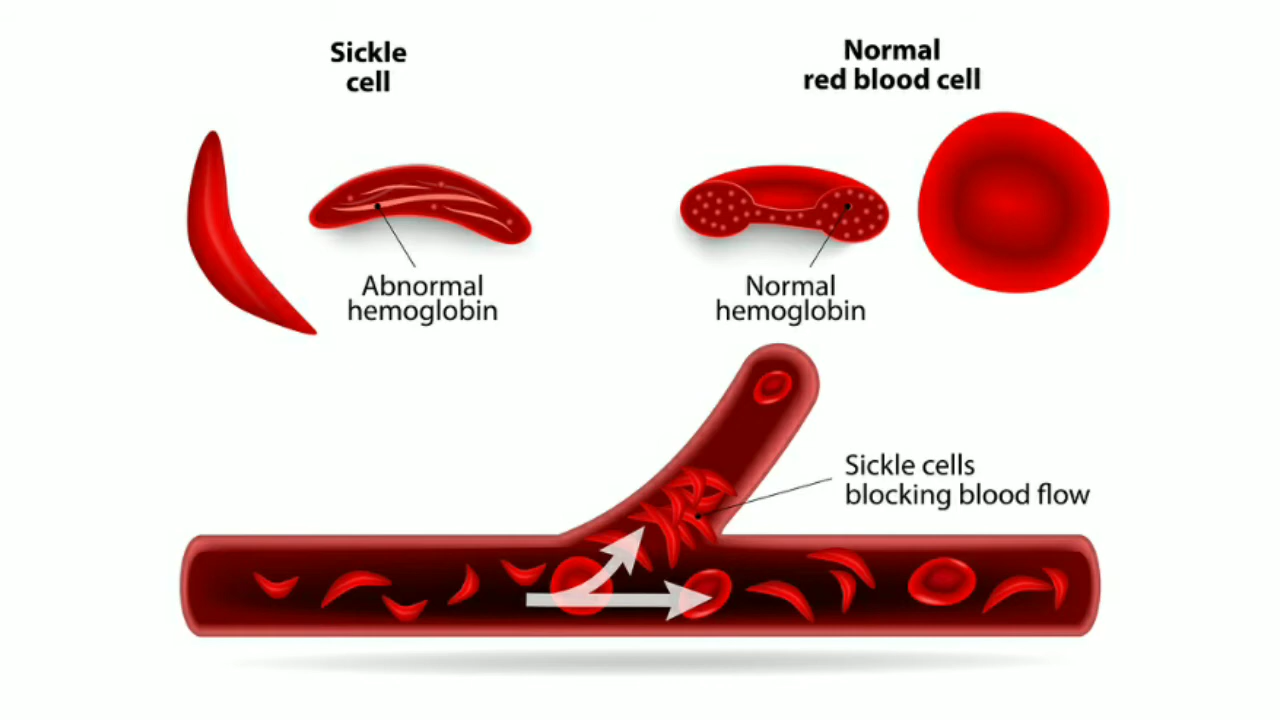 Sickle
cell
Normal
red blood cell
Abnormal
hemoglobin
Normal
hemoglobin
Sickle cells
blocking blood flow